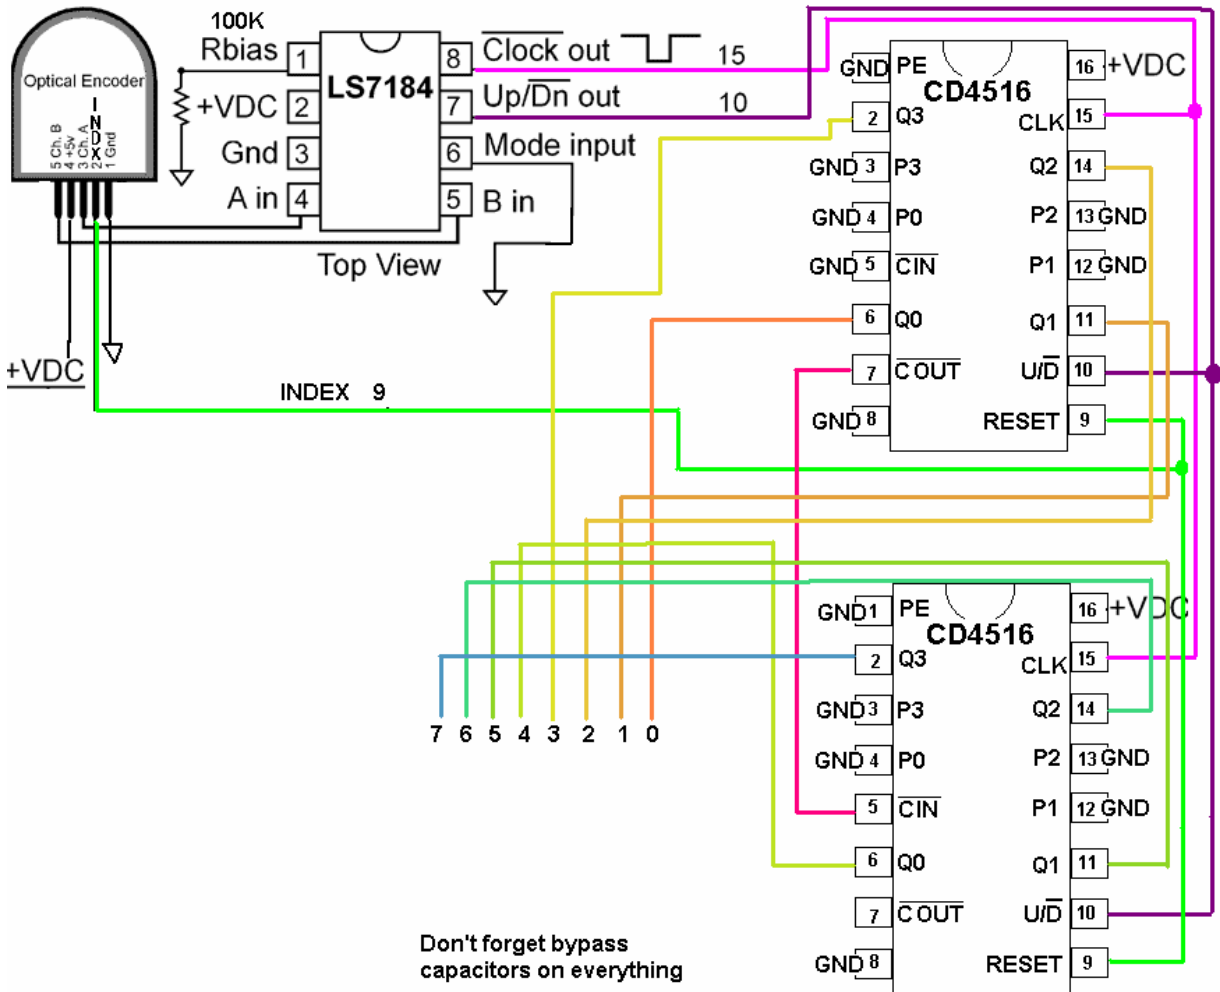 100K
Rbias
1
8
Clock out
15
LS7184
+VDC
2
7
Up/Dn out
10
Gnd
3
6
Mode input
A in
4
5
B in
Top View
Optical Encoder
INDX
5 Ch. B
4 +5v
3 Ch. A
2
1 Gnd
+VDC
INDEX 9
CD4516
GND
PE
16
+VDC
2
Q3
CLK
15
GND
3
P3
Q2
14
GND
4
P0
P2
13
GND
GND
5
CIN
P1
12
GND
6
Q0
Q1
11
7
COUT
U/D
10
GND
8
RESET
9
7 6 5 4 3 2 1 0
CD4516
GND
1
PE
16
+VDC
2
Q3
CLK
15
GND
3
P3
Q2
14
GND
4
P0
P2
13
GND
5
CIN
P1
12
GND
6
Q0
Q1
11
7
COUT
U/D
10
GND
8
RESET
9
Don't forget bypass
capacitors on everything